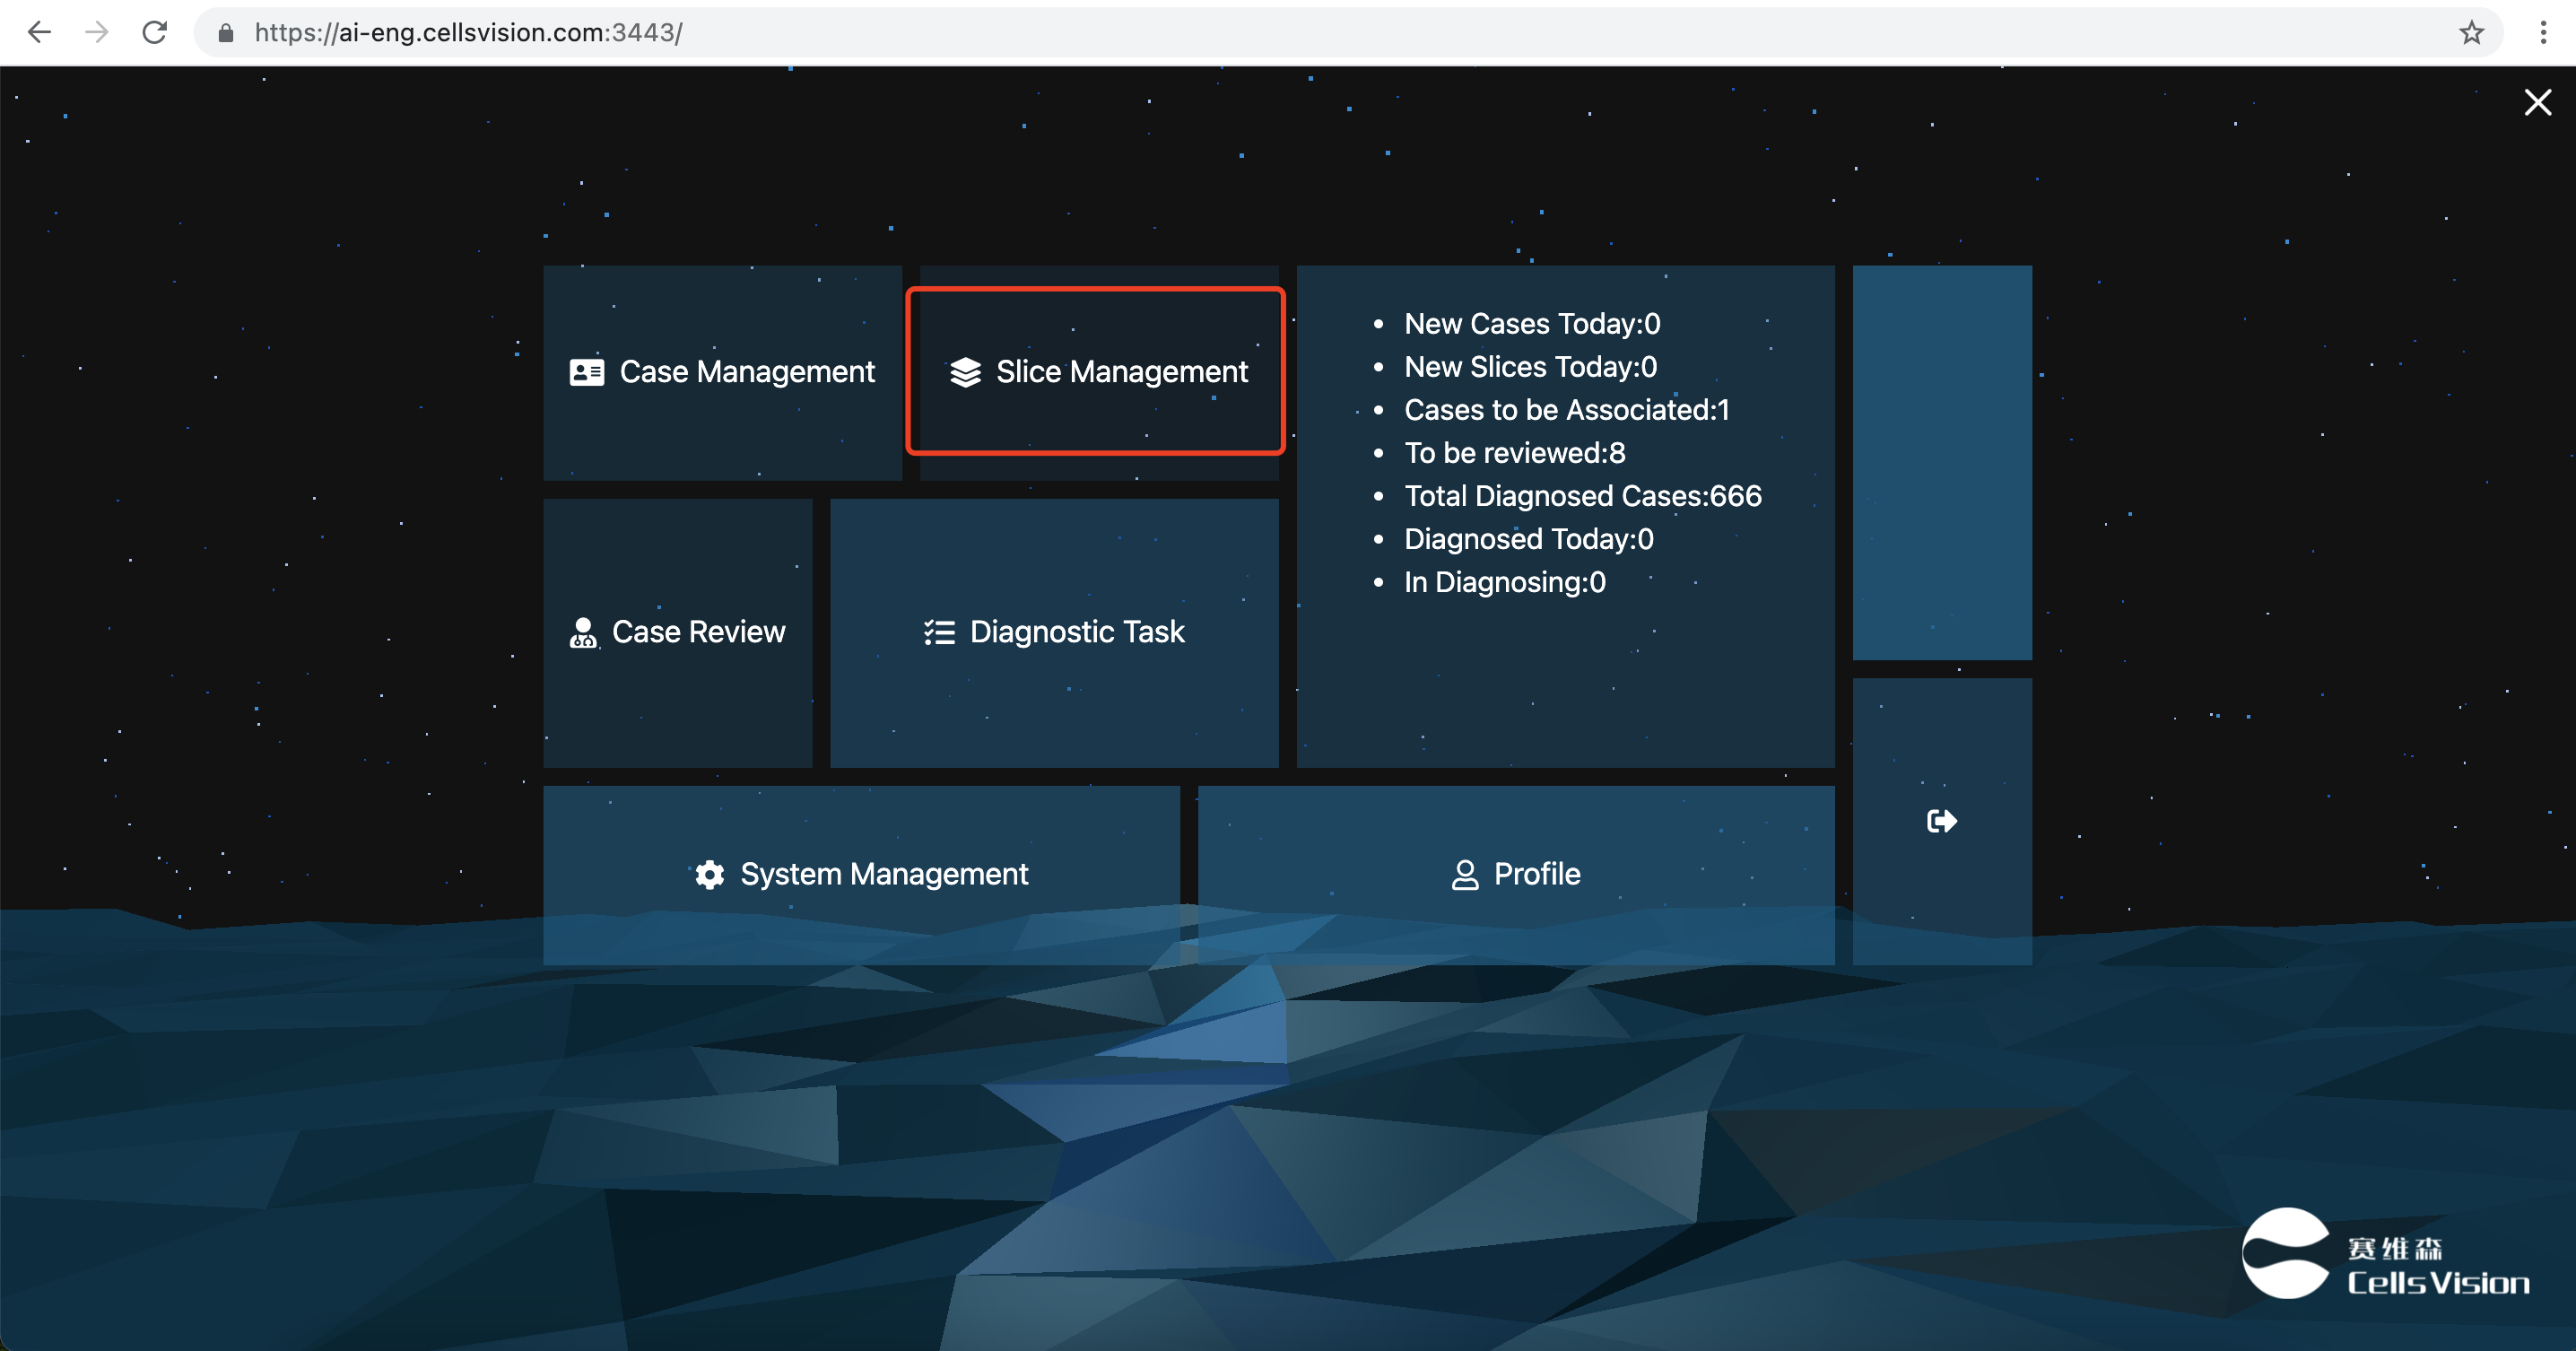 https://ai-eng.cellsvision.com:3443/
Case Management
Slice Management
New Cases Today:0
New Slices Today:0
Cases to be Associated:1
To be reviewed:8
Total Diagnosed Cases:666
Diagnosed Today:0
In Diagnosing:0
Case Review
Diagnostic Task
System Management
Profile
赛维森
CellsVision